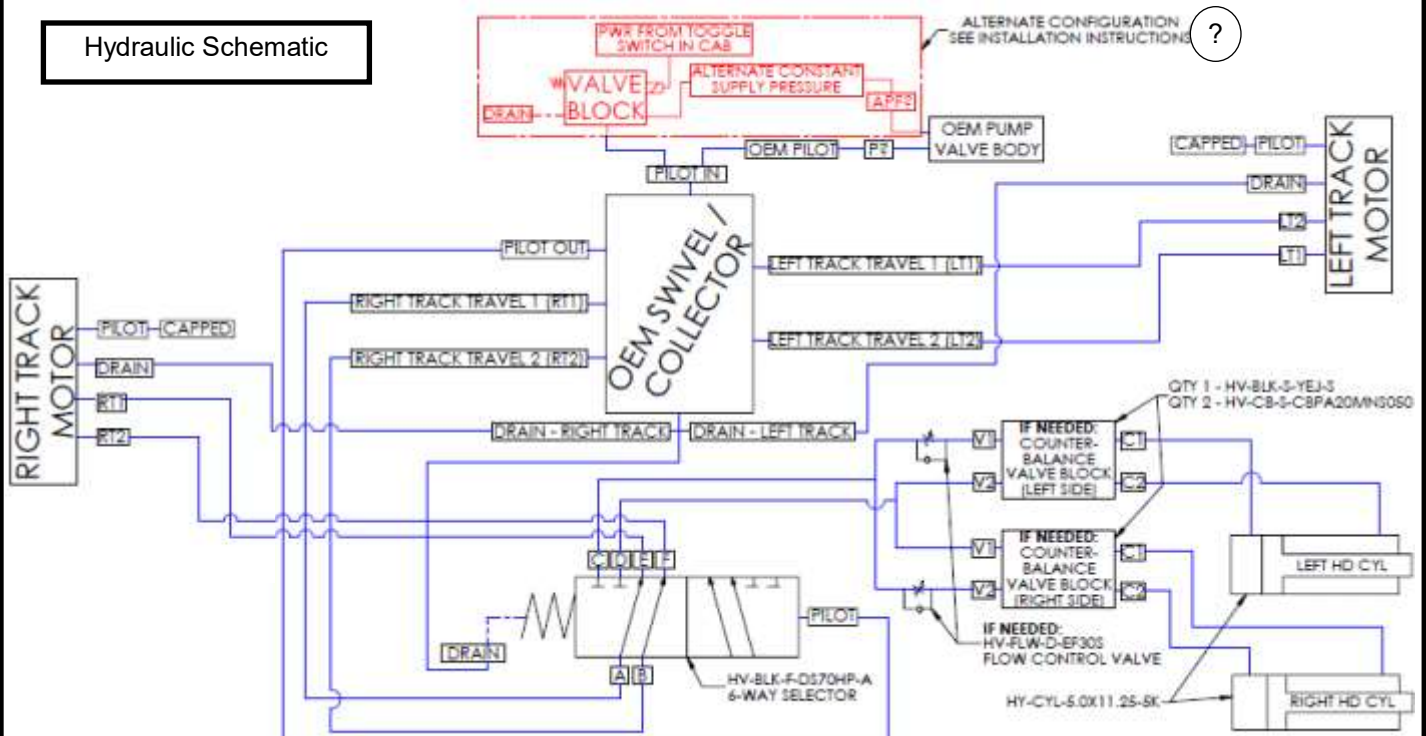 Hydraulic Schematic
PWR FROM TOGGLE
SWITCH IN CAB
ALTERNATE CONFIGURATION
SEE INSTALLATION INSTRUCTIONS
?
VALVE
BLOCK
ALTERNATE CONSTANT
SUPPLY PRESSURE
DRAIN
OEM PUMP
VALVE BODY
OEM PILOT
P?
PILOT IN
CAPPED
PILOT
DRAIN
LT2
LT1
LEFT TRACK
MOTOR
PILOT OUT
OEM SWIVEL /
COLLECTOR
LEFT TRACK TRAVEL 1 (LT1)
LEFT TRACK TRAVEL 2 (LT2)
RIGHT TRACK TRAVEL 1 (RT1)
RIGHT TRACK TRAVEL 2 (RT2)
RIGHT TRACK
MOTOR
PILOT
CAPPED
DRAIN
RT1
RT2
DRAIN - RIGHT TRACK
DRAIN - LEFT TRACK
QTY 1 - HV-BLK-S-YEJ-S
QTY 2 - HV-CB-S-CBPA20MNS050
V1
V2
IF NEEDED:
COUNTER-
BALANCE
VALVE BLOCK
(LEFT SIDE)
C1
C2
V1
V2
IF NEEDED:
COUNTER-
BALANCE
VALVE BLOCK
(RIGHT SIDE)
C1
C2
LEFT HD CYL
C D E F
PILOT
DRAIN
A B
HV-BLK-F-DS70HP-A
6-WAY SELECTOR
IF NEEDED:
HV-FLW-D-EF30S
FLOW CONTROL VALVE
HY-CYL-5.0X11.25-5K
RIGHT HD CYL